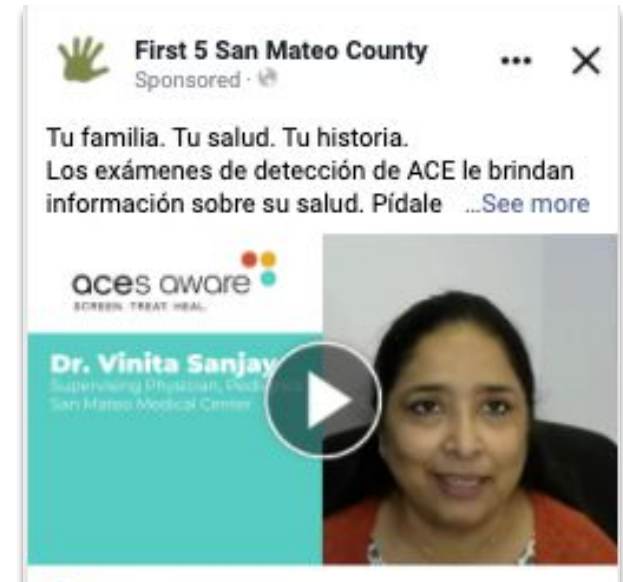 First 5 San Mateo County
Sponsored ·
Tu familia. Tu salud. Tu historia.
Los exámenes de detección de ACE le brindan
información sobre su salud. Pídale ...See more
aces aware
SCREEN TREAT HEAL
Dr. Vinita Sanjay
Supervising Physician,
San Mateo Medical Center